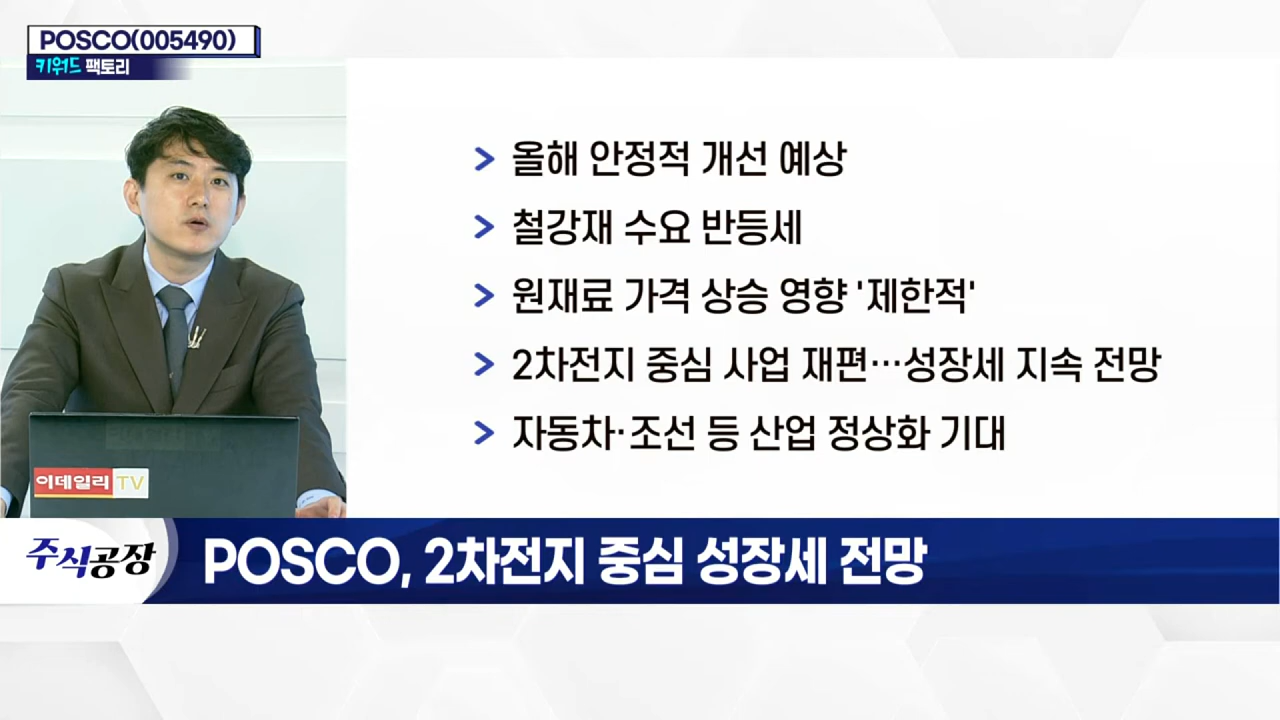 POSCO(005490)
키워드 팩토리
> 올해 안정적 개선 예상
> 철강재 수요 반등세
> 원재료 가격 상승 영향 '제한적'
> 2차전지 중심 사업 재편…성장세 지속 전망
> 자동차·조선 등 산업 정상화 기대
이데일리 TV
주식공장
POSCO, 2차전지 중심 성장세 전망